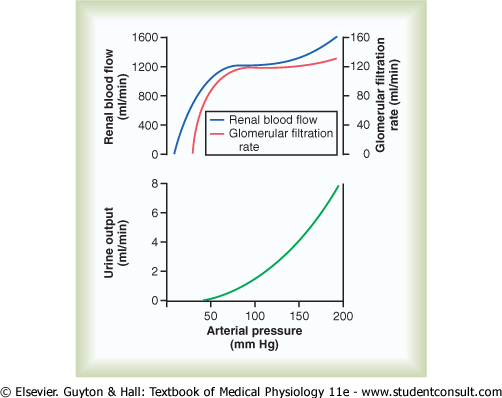 1600
1200
800
400
0
Renal blood flow
(ml/min)
160
120
80
40
0
Glomerular filtration
rate (ml/min)
Renal blood flow
Glomerular filtration
rate
8
6
4
2
0
Urine output
(ml/min)
50 100 150 200
Arterial pressure
(mm Hg)
© Elsevier. Guyton & Hall: Textbook of Medical Physiology 11e - www.studentconsult.com